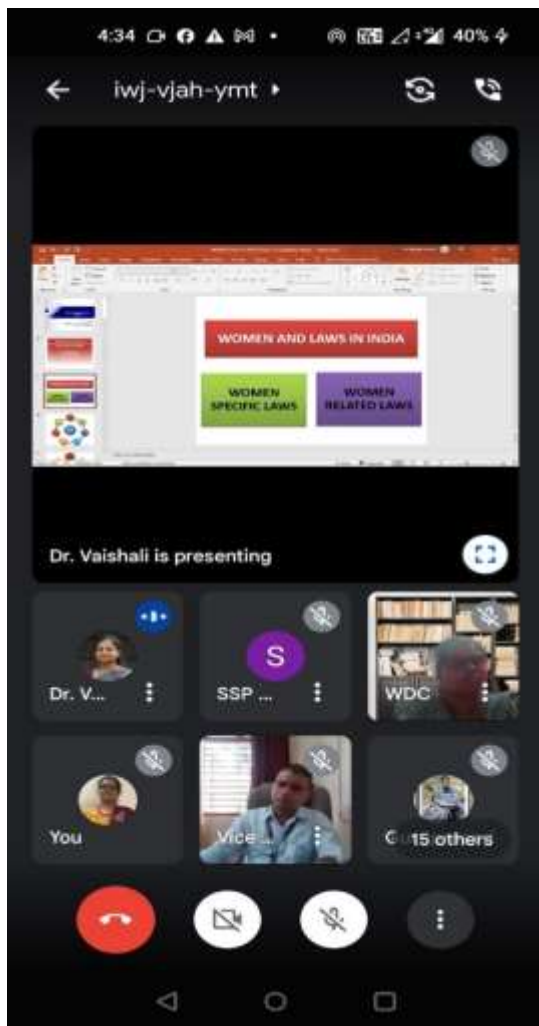 4:34
40%
iwj-vjah-ymt
WOMEN AND LAWS IN INDIA
WOMEN SPECIFIC LAWS
WOMEN RELATED LAWS
Dr. Vaishali is presenting
Dr. V...
S
SSP ...
WDC
You
Vice ...
15 others